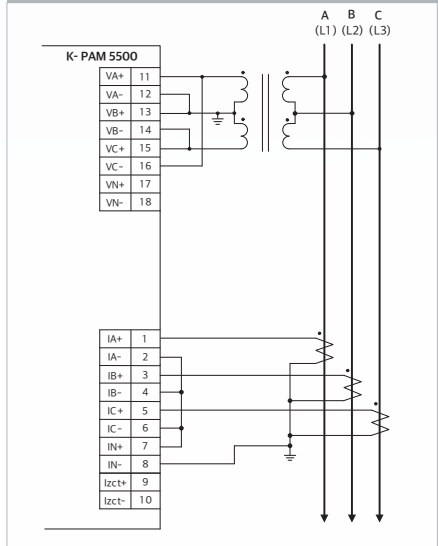 A B C
(L1) (L2) (L3)
K- PAM 5500
VA+ 11
VA- 12
VB+ 13
VB- 14
VC+ 15
VC- 16
VN+ 17
VN- 18
IA+ 1
IA- 2
IB+ 3
IB- 4
IC+ 5
IC- 6
IN+ 7
IN- 8
Izct+ 9
Izct- 10